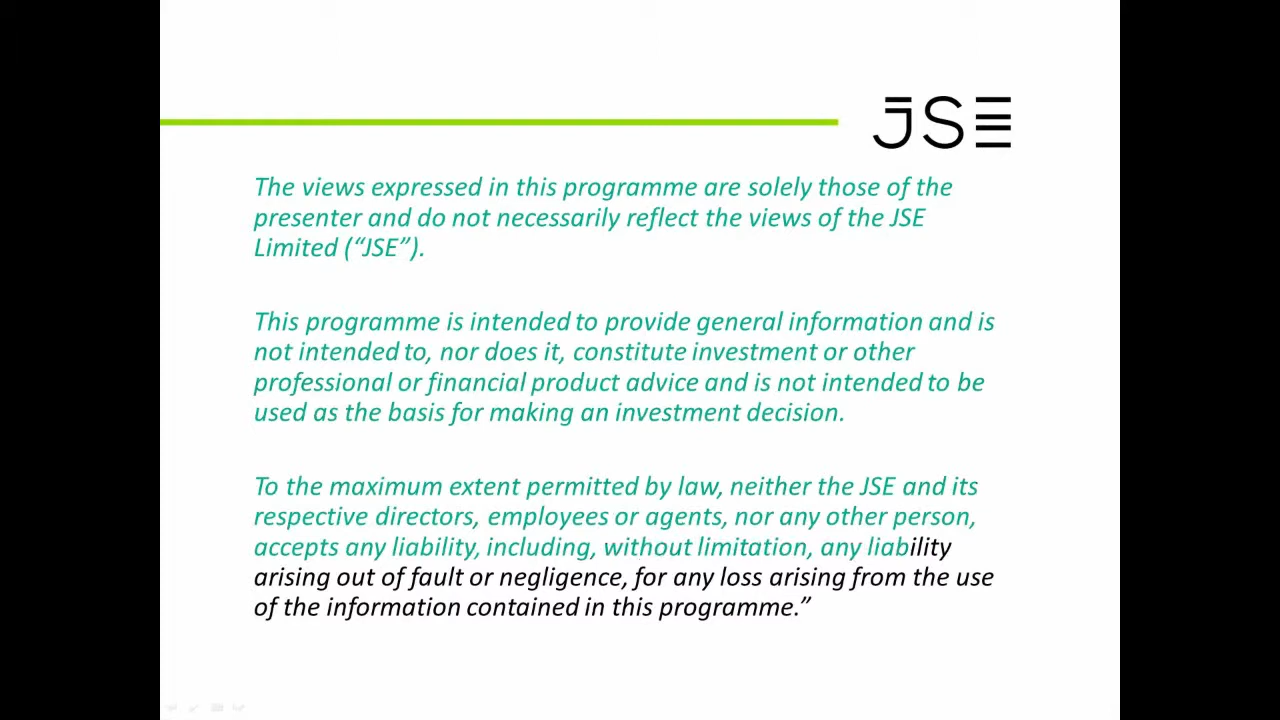 JSE
The views expressed in this programme are solely those of the
presenter and do not necessarily reflect the views of the JSE
Limited (“JSE”).
This programme is intended to provide general information and is
not intended to, nor does it, constitute investment or other
professional or financial product advice and is not intended to be
used as the basis for making an investment decision.
To the maximum extent permitted by law, neither the JSE and its
respective directors, employees or agents, nor any other person,
accepts any liability, including, without limitation, any liability
arising out of fault or negligence, for any loss arising from the use
of the information contained in this programme.”